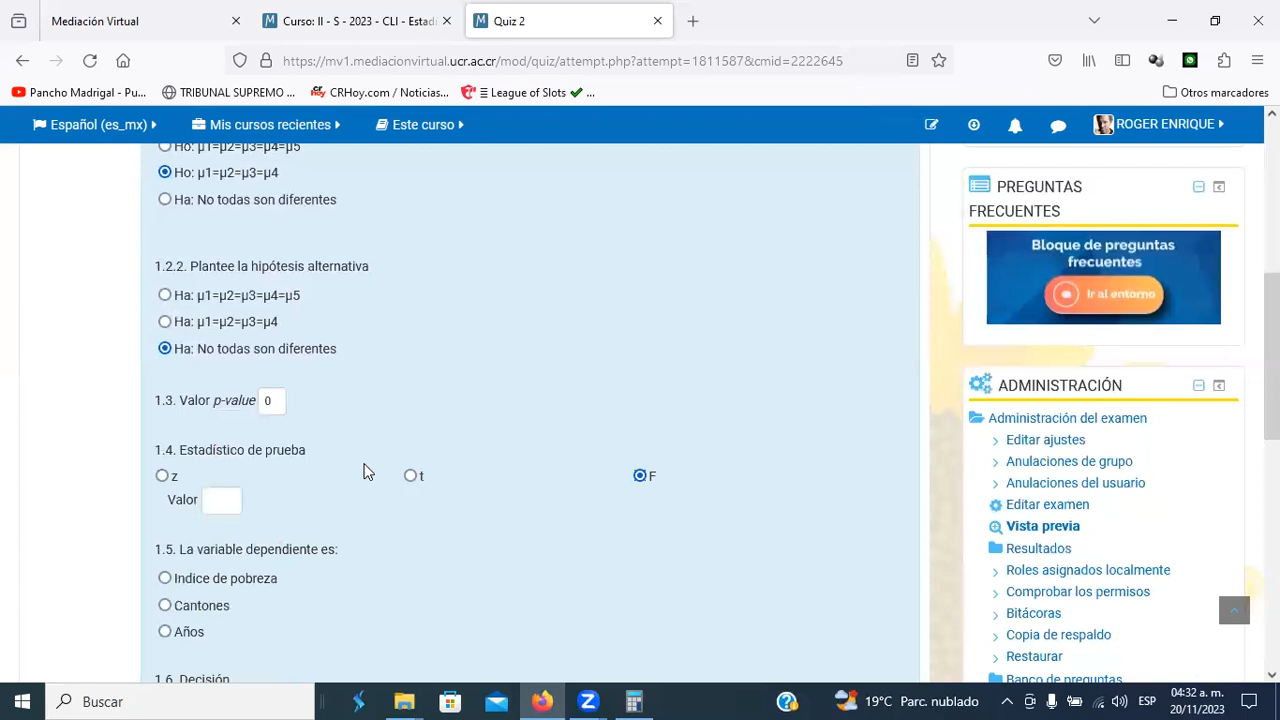 Mediación Virtual
Curso: II - S - 2023 - CLI - Estadí
Quiz 2
https://mv1.mediacionvirtual.ucr.ac.cr/mod/quiz/attempt.php?attempt=1811587&cmid=2222645
Pancho Madrigal - Pu...
TRIBUNAL SUPREMO ...
CRHoy.com / Noticias...
League of Slots ...
Otros marcadores
Español (es_mx)
Mis cursos recientes
Este curso
ROGER ENRIQUE
Ho: μ1=μ2=μ3=μ4=μ5
Ho: μ1=μ2=μ3=μ4
Ha: No todas son diferentes
1.2.2. Plantee la hipótesis alternativa
Ha: μ1=μ2=μ3=μ4=μ5
Ha: μ1=μ2=μ3=μ4
Ha: No todas son diferentes
1.3. Valor p-value 0
1.4. Estadístico de prueba
z
t
F
Valor
1.5. La variable dependiente es:
Indice de pobreza
Cantones
Años
1.6. Decisión
PREGUNTAS
FRECUENTES
Bloque de preguntas
frecuentes
Ir al entorno
ADMINISTRACIÓN
Administración del examen
Editar ajustes
Anulaciones de grupo
Anulaciones del usuario
Editar examen
Vista previa
Resultados
Roles asignados localmente
Comprobar los permisos
Bitácoras
Copia de respaldo
Restaurar
Banco de preguntas
Buscar
19°C Parc. nublado
ESP
04:32 a. m.
20/11/2023